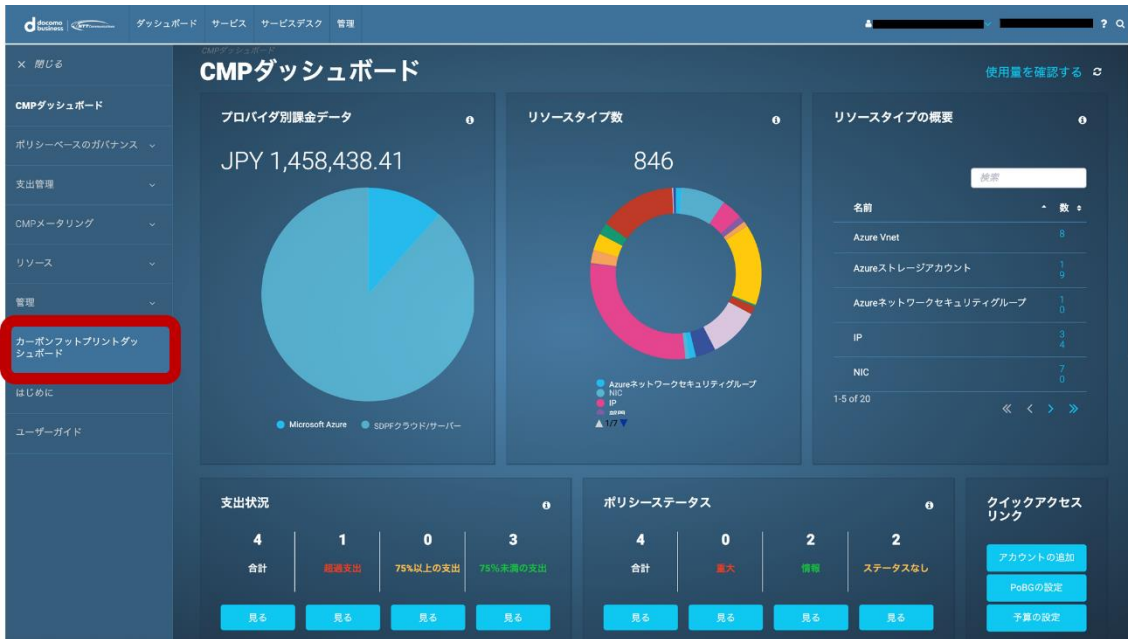 docomo business
NTT Communications
ダッシュボード サービス サービスデスク 管理
?
× 閉じる
CMPダッシュボード
ポリシーベースのガバナンス
支出管理
CMPメータリング
リソース
管理
カーボンフットプリントダッ
シュボード
はじめに
ユーザーガイド
CMPダッシュボード
CMPダッシュボード
使用量を確認する
プロバイダ別課金データ
JPY 1,458,438.41
Microsoft Azure SDPFクラウド/サーバー
リソースタイプ数
846
Azureネットワークセキュリティグループ
NIC
IP
1/7
リソースタイプの概要
検索
名前 数
Azure Vnet 8
Azureストレージアカウント 19
Azureネットワークセキュリティグループ 10
IP 34
NIC 70
1-5 of 20
« < > »
支出状況
4 1 0 3
合計 超過支出 75%以上の支出 75%未満の支出
見る 見る 見る 見る
ポリシーステータス
4 0 2 2
合計 重大 情報 ステータスなし
見る 見る 見る 見る
クイックアクセス
リンク
アカウントの追加
PoBGの設定
予算の設定